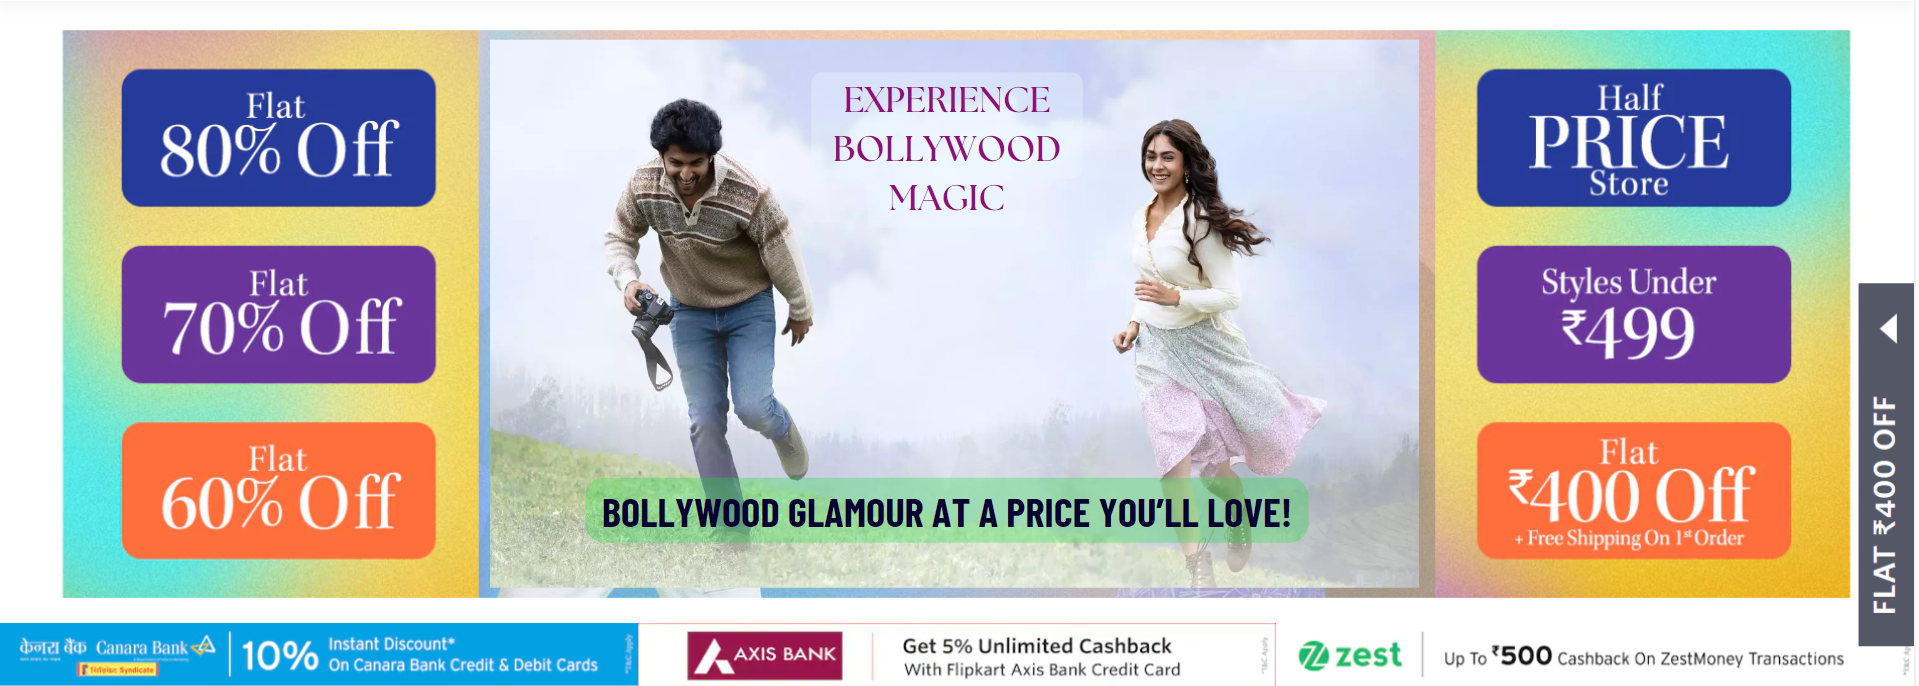 Flat
80% Off
Flat
70% Off
Flat
60% Off
EXPERIENCE
BOLLYWOOD
MAGIC
BOLLYWOOD GLAMOUR AT A PRICE YOU'LL LOVE!
Half
PRICE
Store
Styles Under
₹499
Flat
₹400 Off
+ Free Shipping On 1st Order
FLAT ₹400 OFF
केनरा बैंक Canara Bank
Syndicate
10%
Instant Discount*
On Canara Bank Credit & Debit Cards
*T&C Apply
AXIS BANK
Get 5% Unlimited Cashback
With Flipkart Axis Bank Credit Card
*T&C Apply
zest
Up To ₹500 Cashback On ZestMoney Transactions